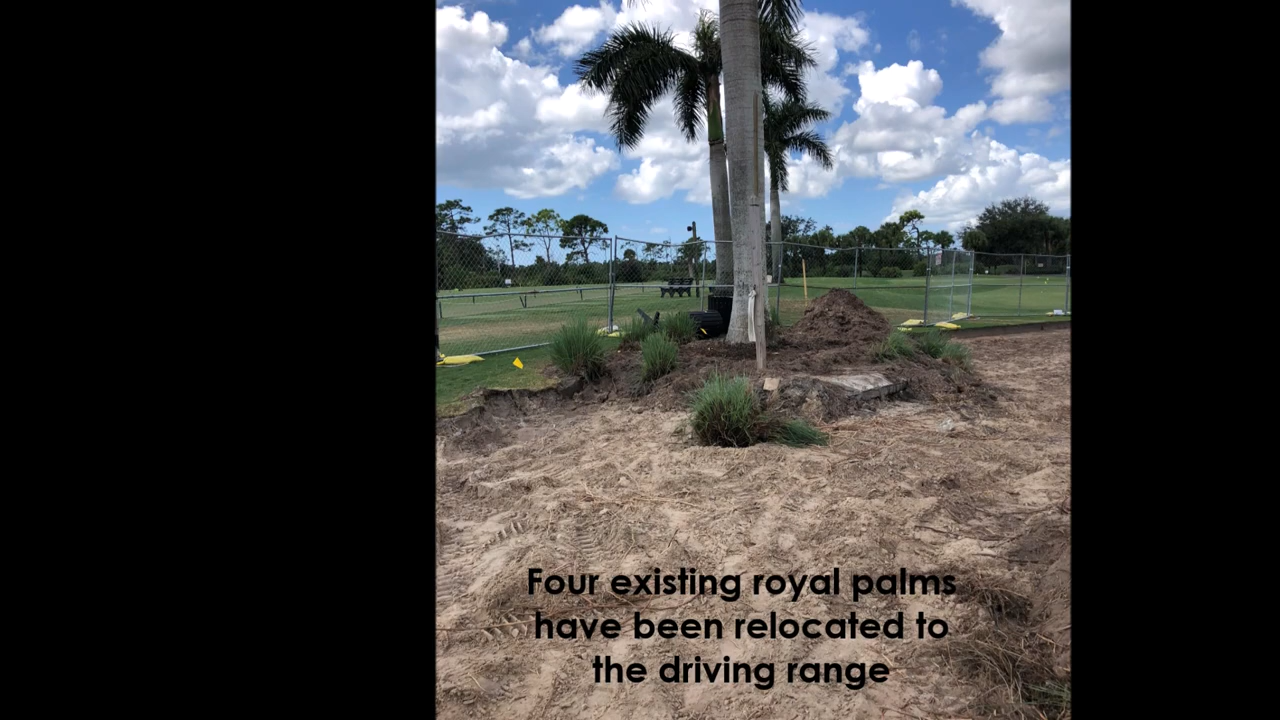 Four existing royal palms
have been relocated to
the driving range